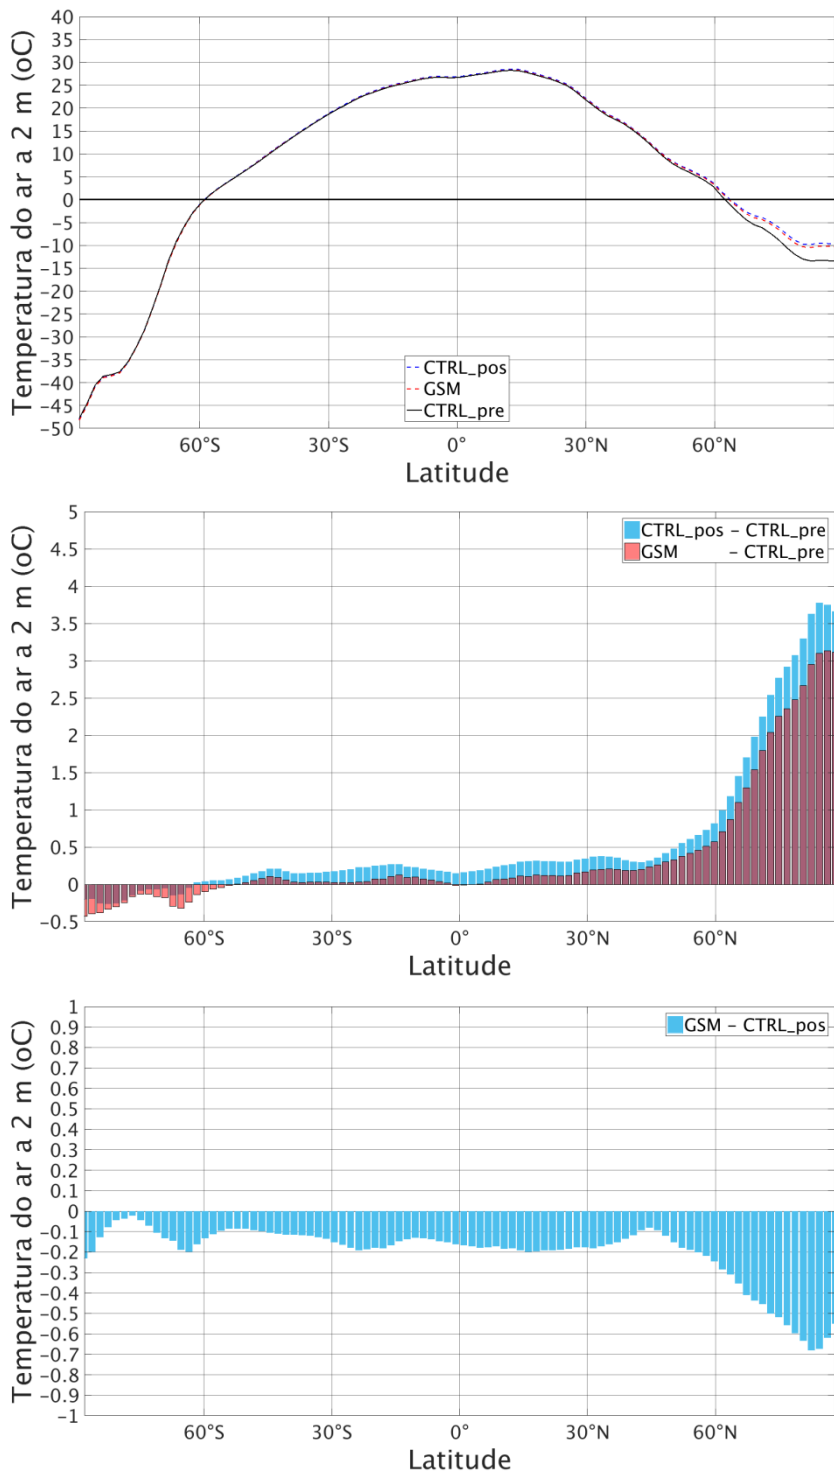 Temperatura do ar a 2 m (oC)
40
35
30
25
20
15
10
5
0
−5
−10
−15
−20
−25
−30
−35
−40
−45
−50
CTRL_pos
GSM
CTRL_pre
60°S
30°S
0°
30°N
60°N
Latitude
Temperatura do ar a 2 m (oC)
5
4.5
4
3.5
3
2.5
2
1.5
1
0.5
0
−0.5
CTRL_pos − CTRL_pre
GSM − CTRL_pre
60°S
30°S
0°
30°N
60°N
Latitude
Temperatura do ar a 2 m (oC)
1
0.9
0.8
0.7
0.6
0.5
0.4
0.3
0.2
0.1
0
−0.1
−0.2
−0.3
−0.4
−0.5
−0.6
−0.7
−0.8
−0.9
−1
GSM − CTRL_pos
60°S
30°S
0°
30°N
60°N
Latitude